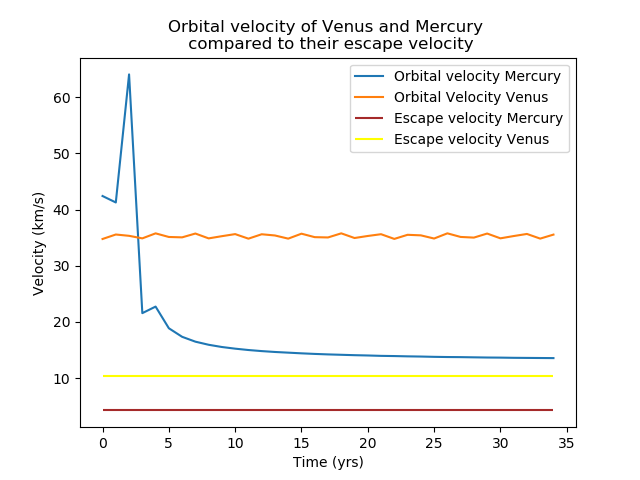 Orbital velocity of Venus and Mercury
compared to their escape velocity
Orbital velocity Mercury
Orbital Velocity Venus
Escape velocity Mercury
Escape velocity Venus
Velocity (km/s)
60
50
40
30
20
10
0 5 10 15 20 25 30 35
Time (yrs)